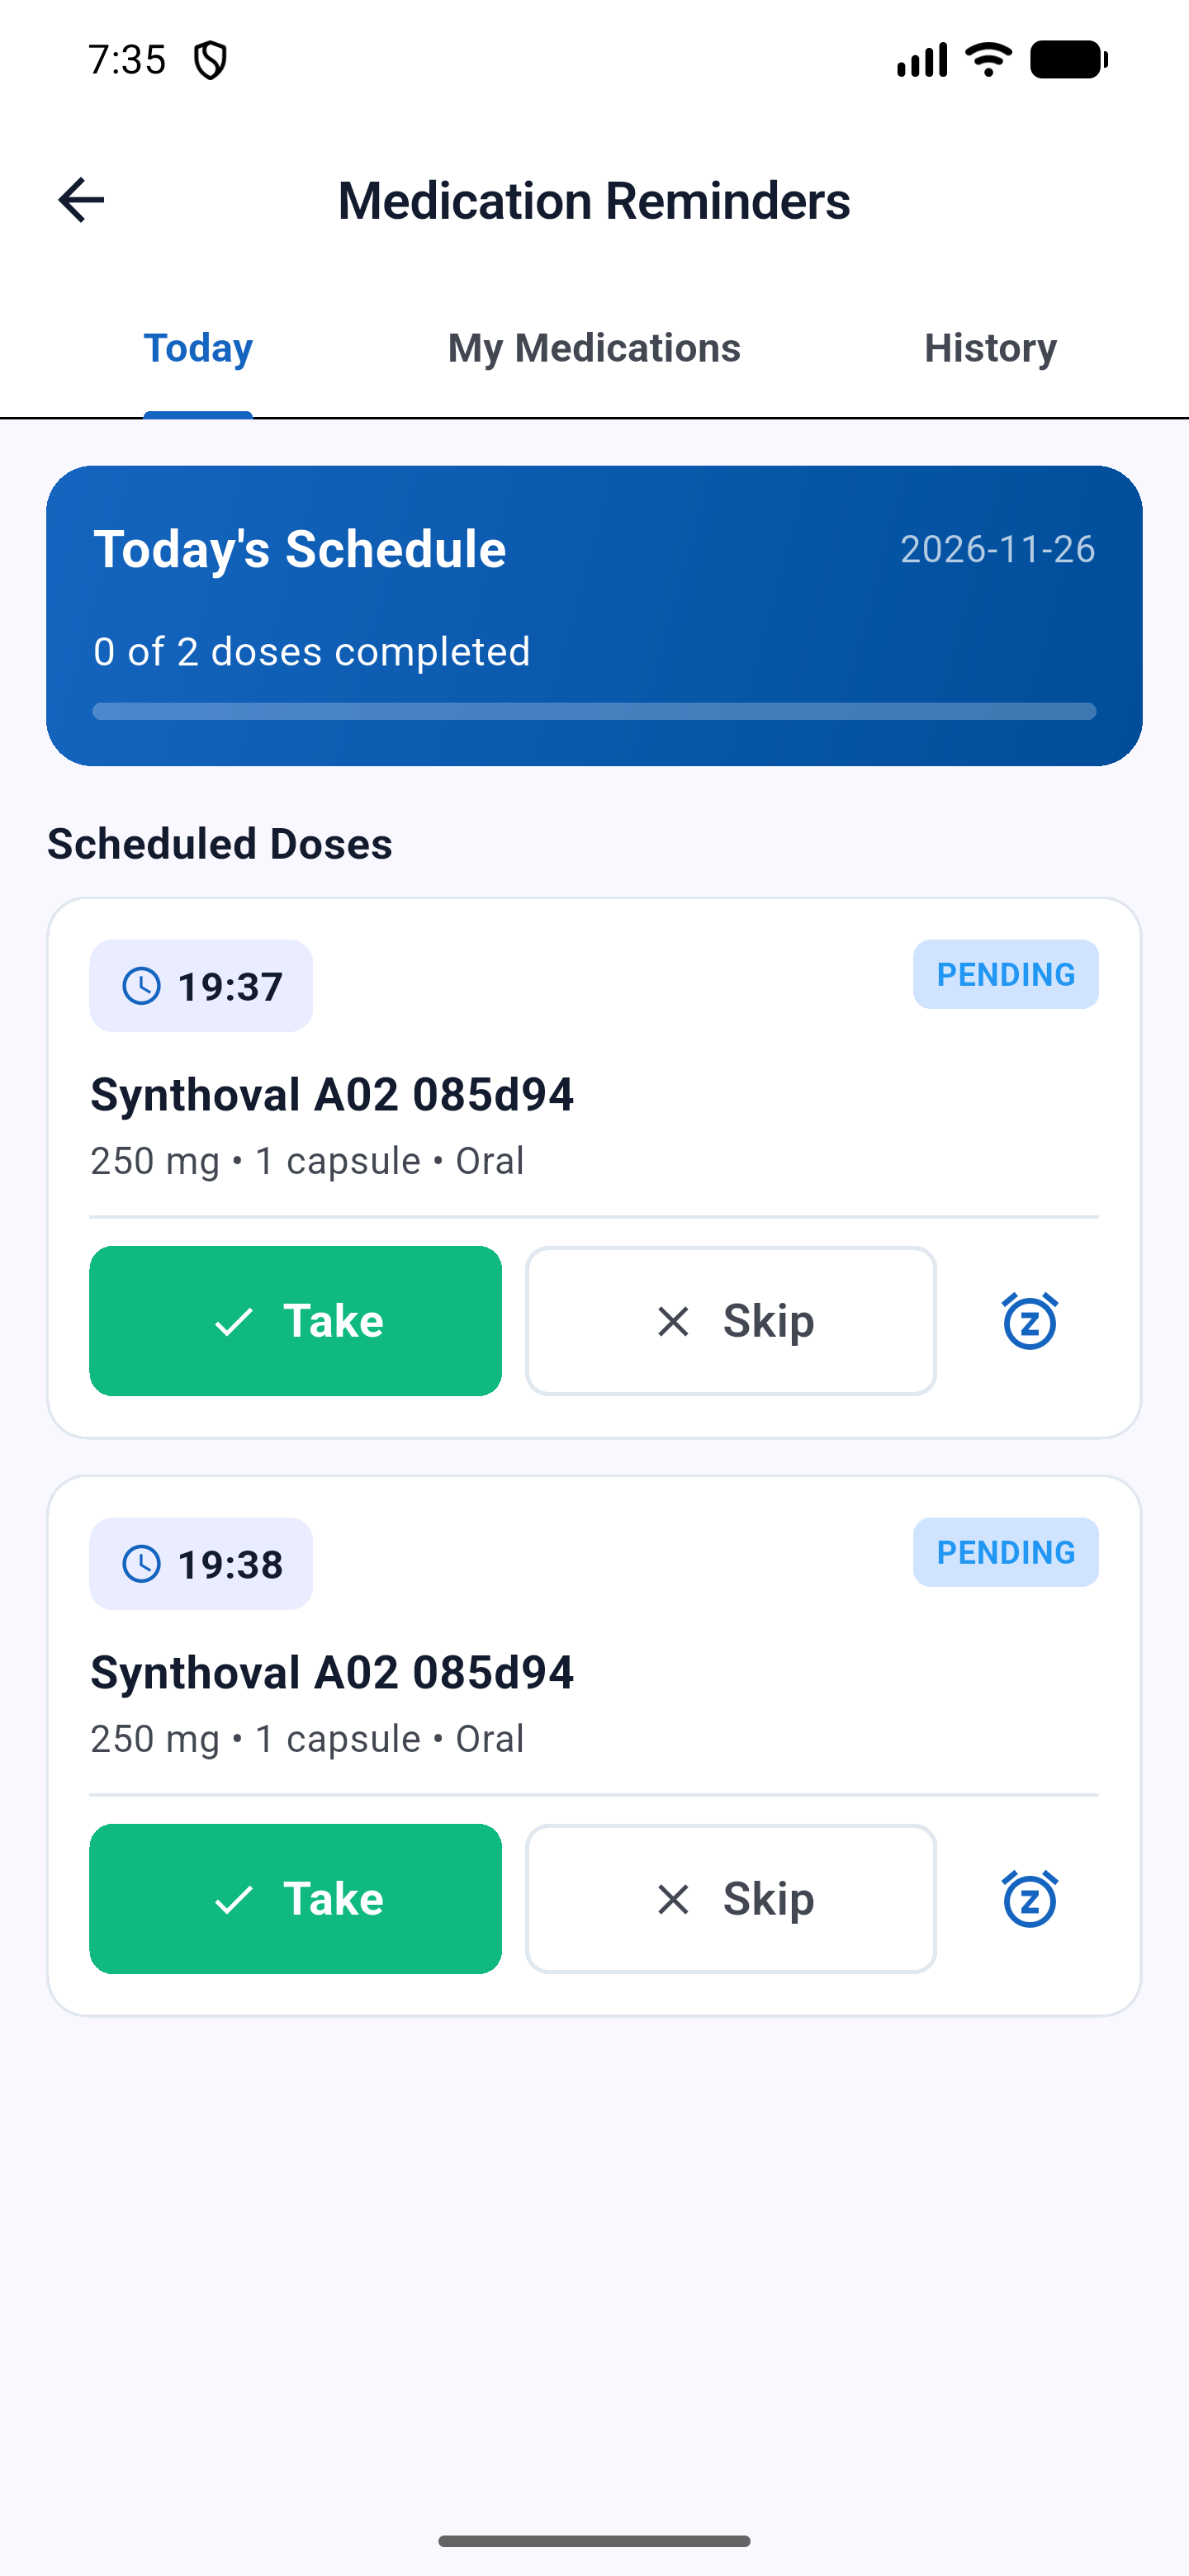 7:35
Medication Reminders
Today My Medications History
Today's Schedule 2026-11-26
0 of 2 doses completed
Scheduled Doses
19:37 PENDING
Synthoval A02 085d94
250 mg • 1 capsule • Oral
Take Skip
19:38 PENDING
Synthoval A02 085d94
250 mg • 1 capsule • Oral
Take Skip